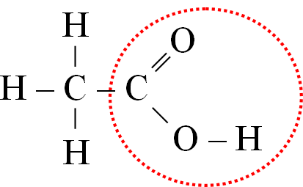 H
O
H – C – C
H
O – H